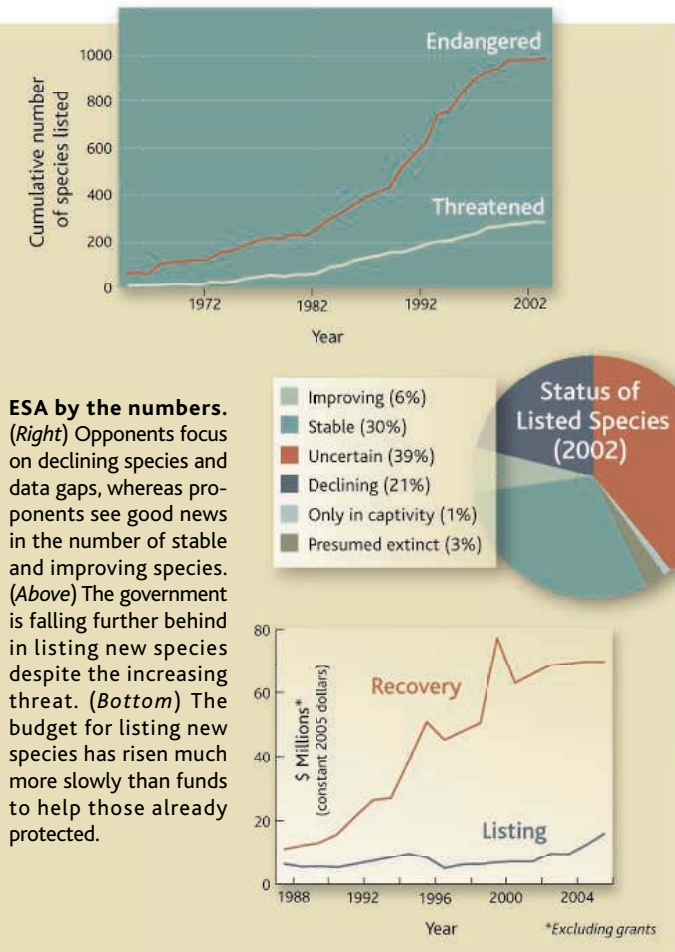 Endangered
Threatened
Cumulative number
of species listed
1000
800
600
400
200
0
1972
1982
1992
2002
Year
ESA by the numbers.
(Right) Opponents focus
on declining species and
data gaps, whereas pro-
ponents see good news
in the number of stable
and improving species.
(Above) The government
is falling further behind
in listing new species
despite the increasing
threat. (Bottom) The
budget for listing new
species has risen much
more slowly than funds
to help those already
protected.
Improving (6%)
Stable (30%)
Uncertain (39%)
Declining (21%)
Only in captivity (1%)
Presumed extinct (3%)
Status of
Listed Species
(2002)
80
60
40
20
0
$ Millions*
(constant 2005 dollars)
Recovery
Listing
1988
1992
1996
2000
2004
Year
*Excluding grants